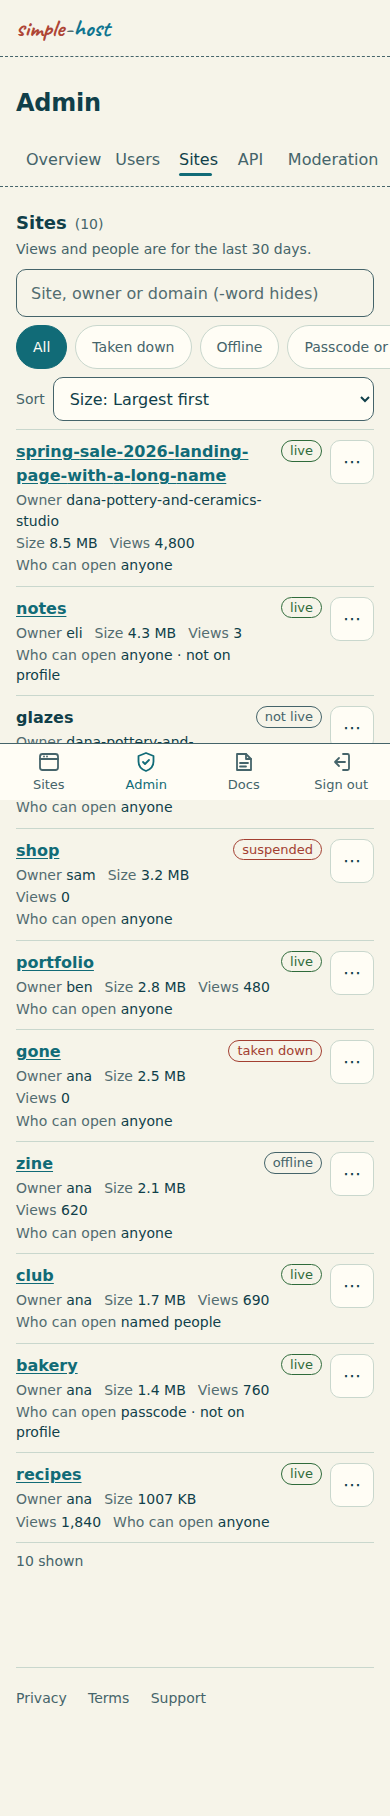 simple-host
Admin
Overview Users Sites API Moderation
Sites (10)
Views and people are for the last 30 days.
Site, owner or domain (-word hides)
All Taken down Offline Passcode or
Sort Size: Largest first
spring-sale-2026-landing- live ...
page-with-a-long-name
Owner dana-pottery-and-ceramics-
studio
Size 8.5 MB Views 4,800
Who can open anyone
notes live ...
Owner eli Size 4.3 MB Views 3
Who can open anyone · not on
profile
glazes not live ...
Owner dana-pottery-and-
Sites Admin Docs Sign out
Who can open anyone
shop suspended ...
Owner sam Size 3.2 MB
Views 0
Who can open anyone
portfolio live ...
Owner ben Size 2.8 MB Views 480
Who can open anyone
gone taken down ...
Owner ana Size 2.5 MB
Views 0
Who can open anyone
zine offline ...
Owner ana Size 2.1 MB
Views 620
Who can open anyone
club live ...
Owner ana Size 1.7 MB Views 690
Who can open named people
bakery live ...
Owner ana Size 1.4 MB Views 760
Who can open passcode · not on
profile
recipes live ...
Owner ana Size 1007 KB
Views 1,840 Who can open anyone
10 shown
Privacy Terms Support